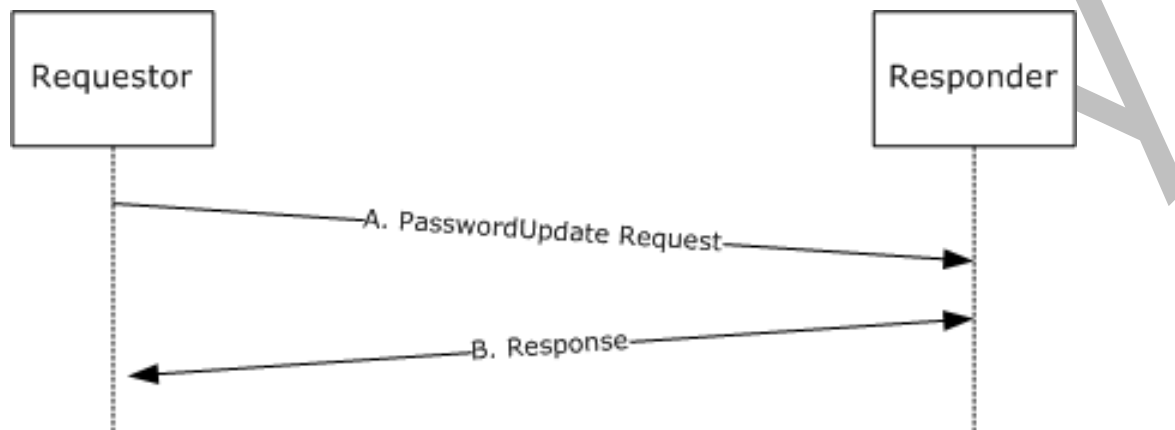 Requestor
Responder
A. PasswordUpdate Request
B. Response